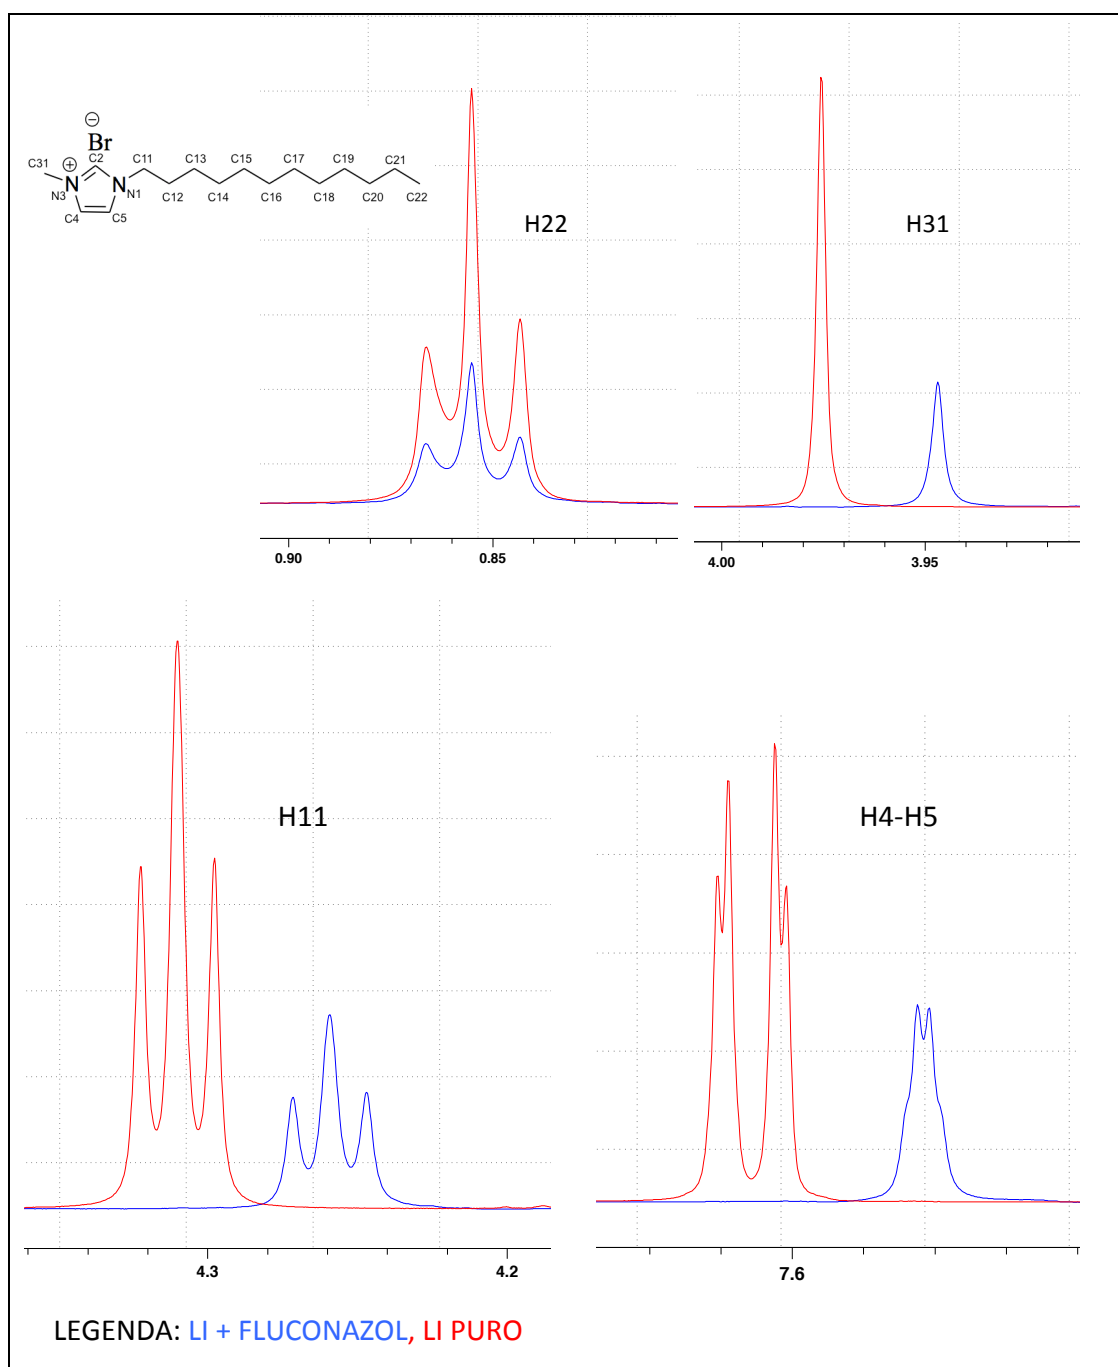 ⊖
Br
C31
⊕
C2
C11
C13
C15
C17
C19
C21
N3
N1
C12
C14
C16
C18
C20
C22
C4
C5
H22
H31
0.90
0.85
4.00
3.95
H11
H4-H5
4.3
4.2
7.6
LEGENDA: LI + FLUCONAZOL, LI PURO